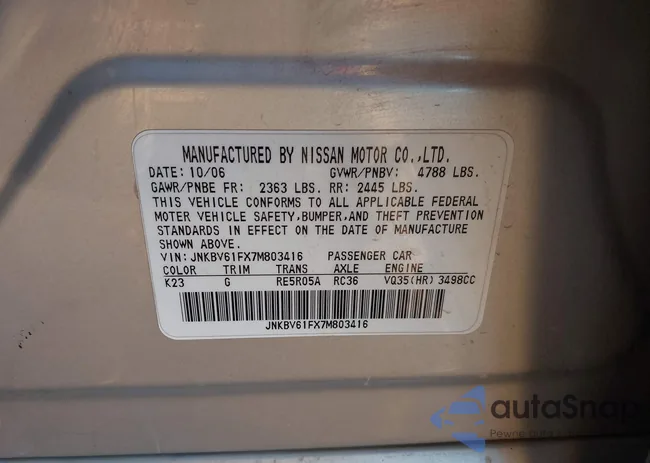 MANUFACTURED BY NISSAN MOTOR CO.,LTD.
DATE: 10/06 GVWR/PNBV: 4788 LBS.
GAWR/PNBE FR: 2363 LBS. RR: 2445 LBS.
THIS VEHICLE CONFORMS TO ALL APPLICABLE FEDERAL
MOTER VEHICLE SAFETY,BUMPER,AND THEFT PREVENTION
STANDARDS IN EFFECT ON THE DATE OF MANUFACTURE
SHOWN ABOVE.
VIN: JNKBV61FX7M803416 PASSENGER CAR
COLOR TRIM TRANS AXLE ENGINE
K23 G RE5R05A RC36 VQ35(HR) 3498CC
JNKBV61FX7M803416
autaSnap